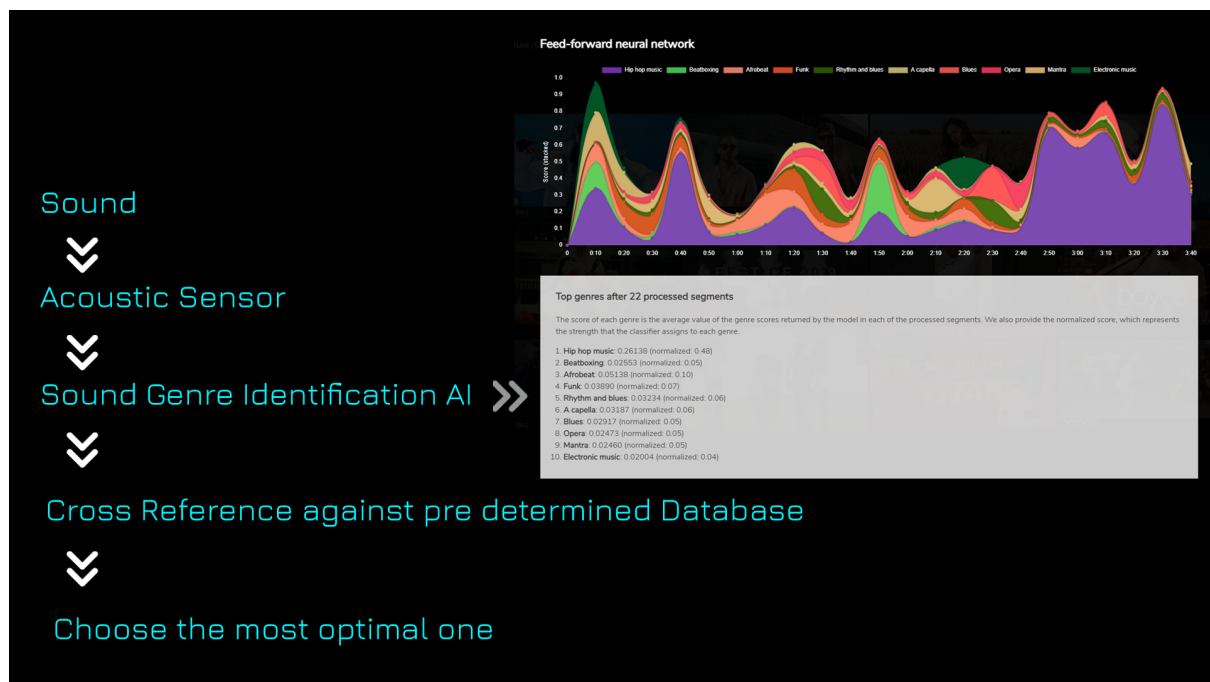 Feed-forward neural network
Hip hop music Beatboxing Afrobeat Funk Rhythm and blues A capella Blues Opera Mantra Electronic music
1.0
0.9
0.8
0.7
0.6
0.5
0.4
0.3
0.2
0.1
0
Score (stacked)
0 0:10 0:20 0:30 0:40 0:50 1:00 1:10 1:20 1:30 1:40 1:50 2:00 2:10 2:20 2:30 2:40 2:50 3:00 3:10 3:20 3:30 3:40
Sound
Acoustic Sensor
Sound Genre Identification AI
Top genres after 22 processed segments
The score of each genre is the average value of the genre scores returned by the model in each of the processed segments. We also provide the normalized score, which represents
the strength that the classifier assigns to each genre.
1. Hip hop music: 0.26138 (normalized: 0.48)
2. Beatboxing: 0.02553 (normalized: 0.05)
3. Afrobeat: 0.05138 (normalized: 0.10)
4. Funk: 0.03890 (normalized: 0.07)
5. Rhythm and blues: 0.03234 (normalized: 0.06)
6. A capella: 0.03187 (normalized: 0.06)
7. Blues: 0.02917 (normalized: 0.05)
8. Opera: 0.02473 (normalized: 0.05)
9. Mantra: 0.02460 (normalized: 0.05)
10. Electronic music: 0.02004 (normalized: 0.04)
Cross Reference against pre determined Database
Choose the most optimal one